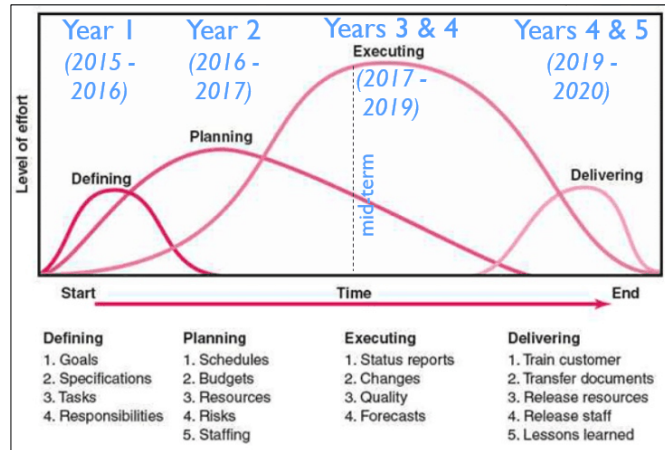 Year 1
(2015 -
2016)
Year 2
(2016 -
2017)
Years 3 & 4
Executing
(2017 -
2019)
Years 4 & 5
(2019 -
2020)
Level of effort
Planning
Defining
Delivering
mid-term
Start
Time
End
Defining
1. Goals
2. Specifications
3. Tasks
4. Responsibilities
Planning
1. Schedules
2. Budgets
3. Resources
4. Risks
5. Staffing
Executing
1. Status reports
2. Changes
3. Quality
4. Forecasts
Delivering
1. Train customer
2. Transfer documents
3. Release resources
4. Release staff
5. Lessons learned